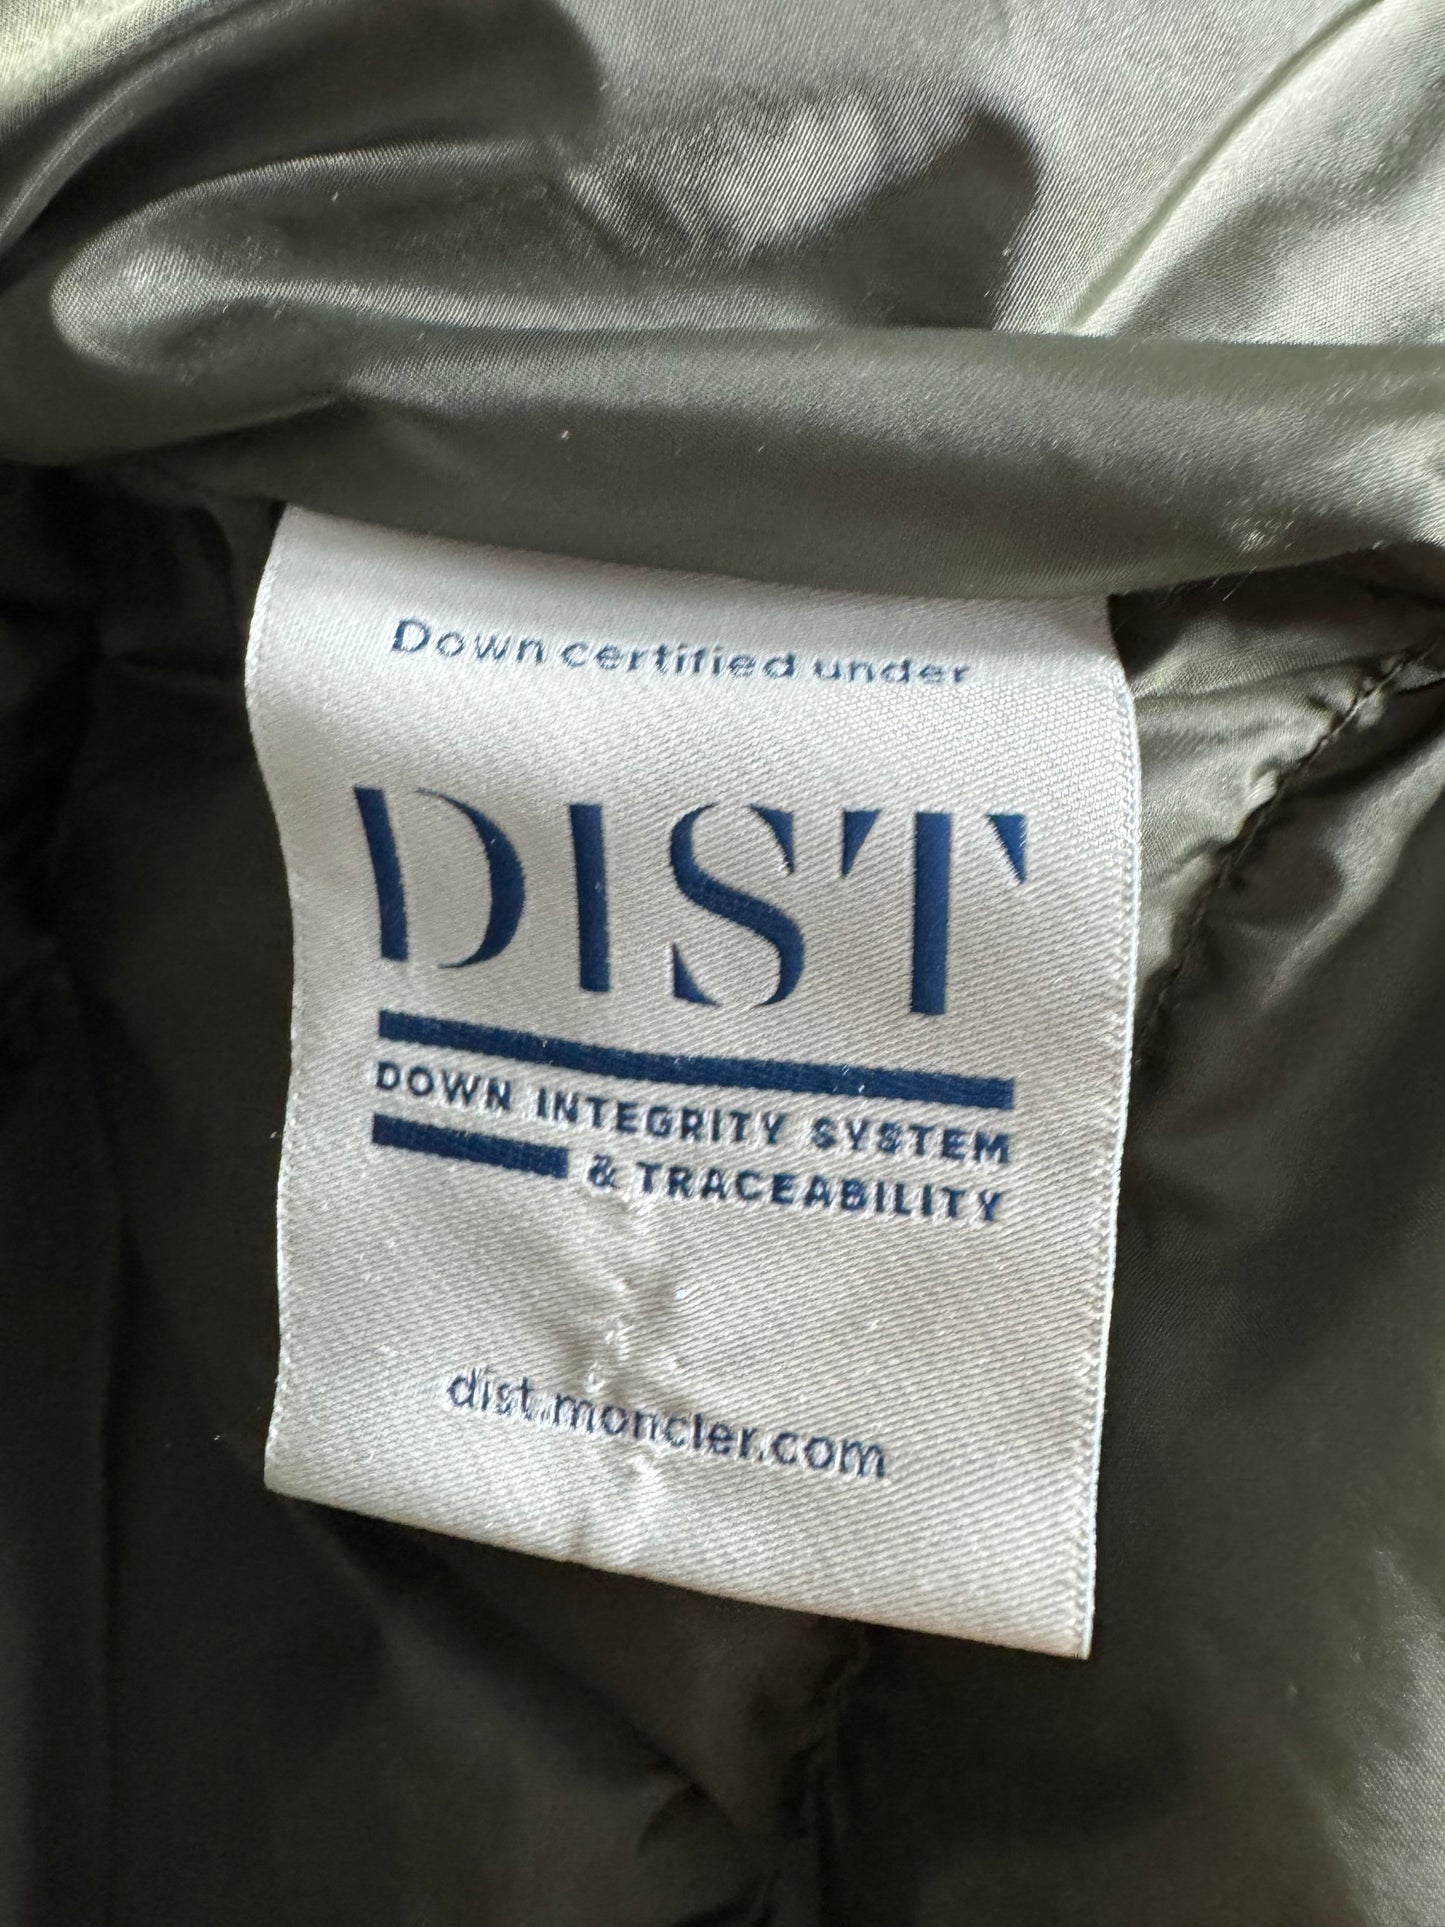 Down certified under
DIST
DOWN INTEGRITY SYSTEM
& TRACEABILITY
dist.moncler.com